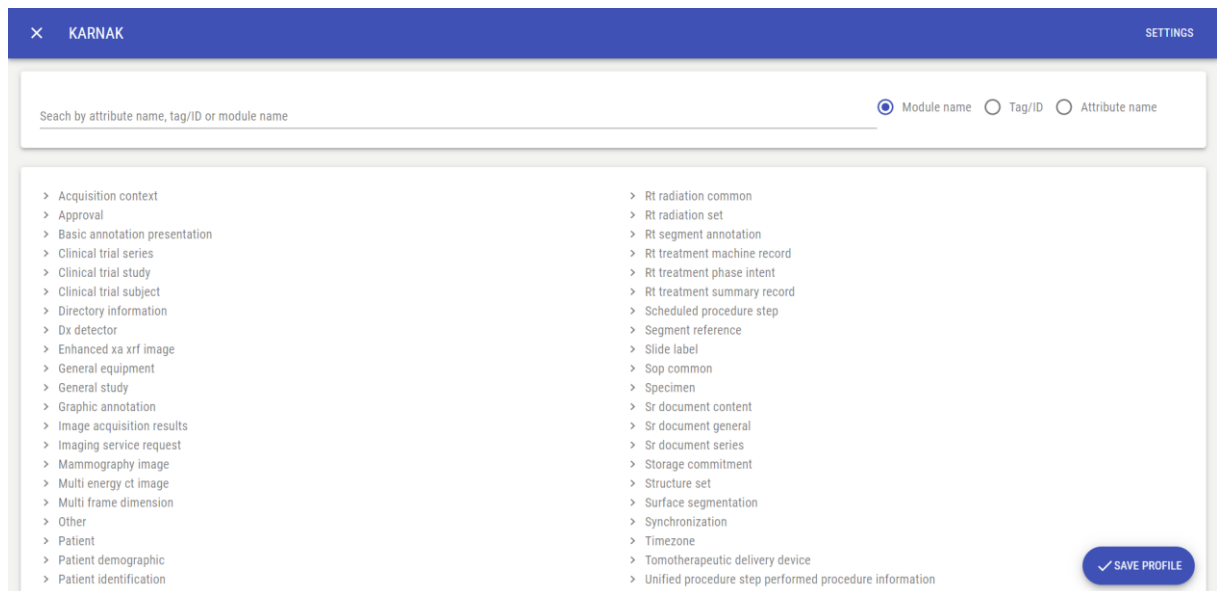 KARNAK
SETTINGS
Seach by attribute name, tag/ID or module name
Module name
Tag/ID
Attribute name
Acquisition context
Approval
Basic annotation presentation
Clinical trial series
Clinical trial study
Clinical trial subject
Directory information
Dx detector
Enhanced xa xrf image
General equipment
General study
Graphic annotation
Image acquisition results
Imaging service request
Mammography image
Multi energy ct image
Multi frame dimension
Other
Patient
Patient demographic
Patient identification
Rt radiation common
Rt radiation set
Rt segment annotation
Rt treatment machine record
Rt treatment phase intent
Rt treatment summary record
Scheduled procedure step
Segment reference
Slide label
Sop common
Specimen
Sr document content
Sr document general
Sr document series
Storage commitment
Structure set
Surface segmentation
Synchronization
Timezone
Tomotherapeutic delivery device
Unified procedure step performed procedure information
SAVE PROFILE